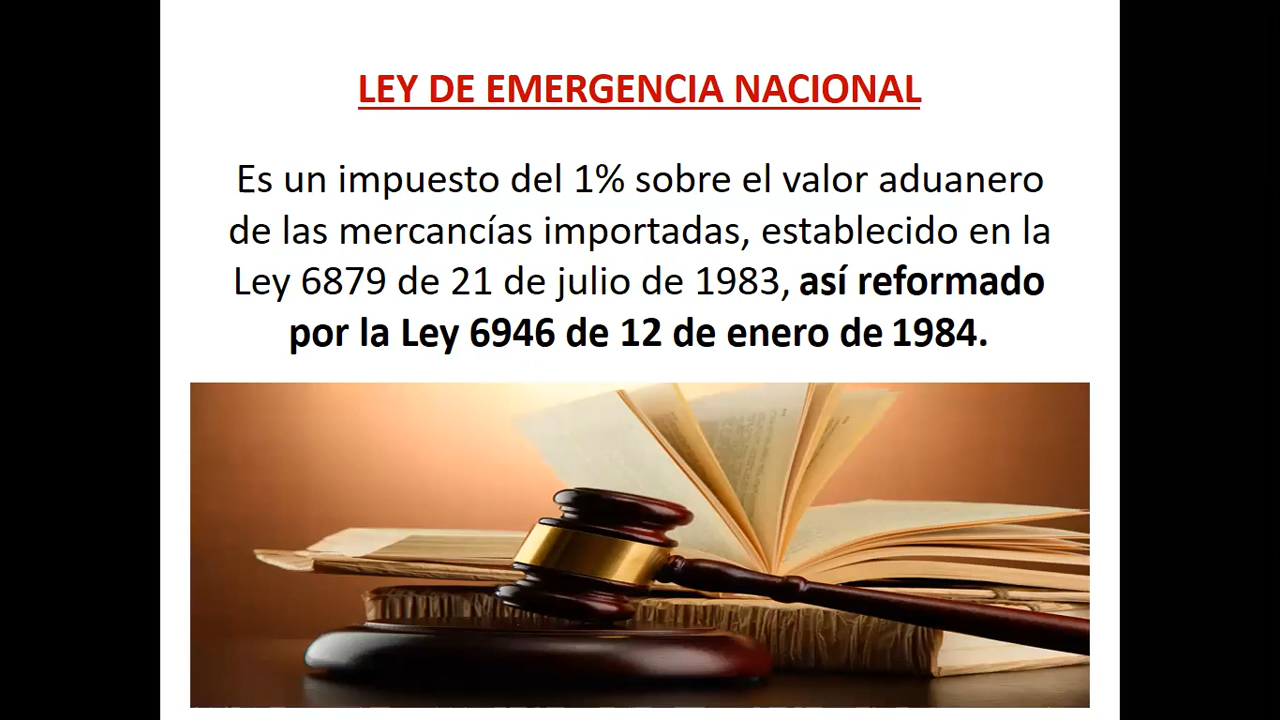 LEY DE EMERGENCIA NACIONAL
Es un impuesto del 1% sobre el valor aduanero
de las mercancías importadas, establecido en la
Ley 6879 de 21 de julio de 1983, así reformado
por la Ley 6946 de 12 de enero de 1984.